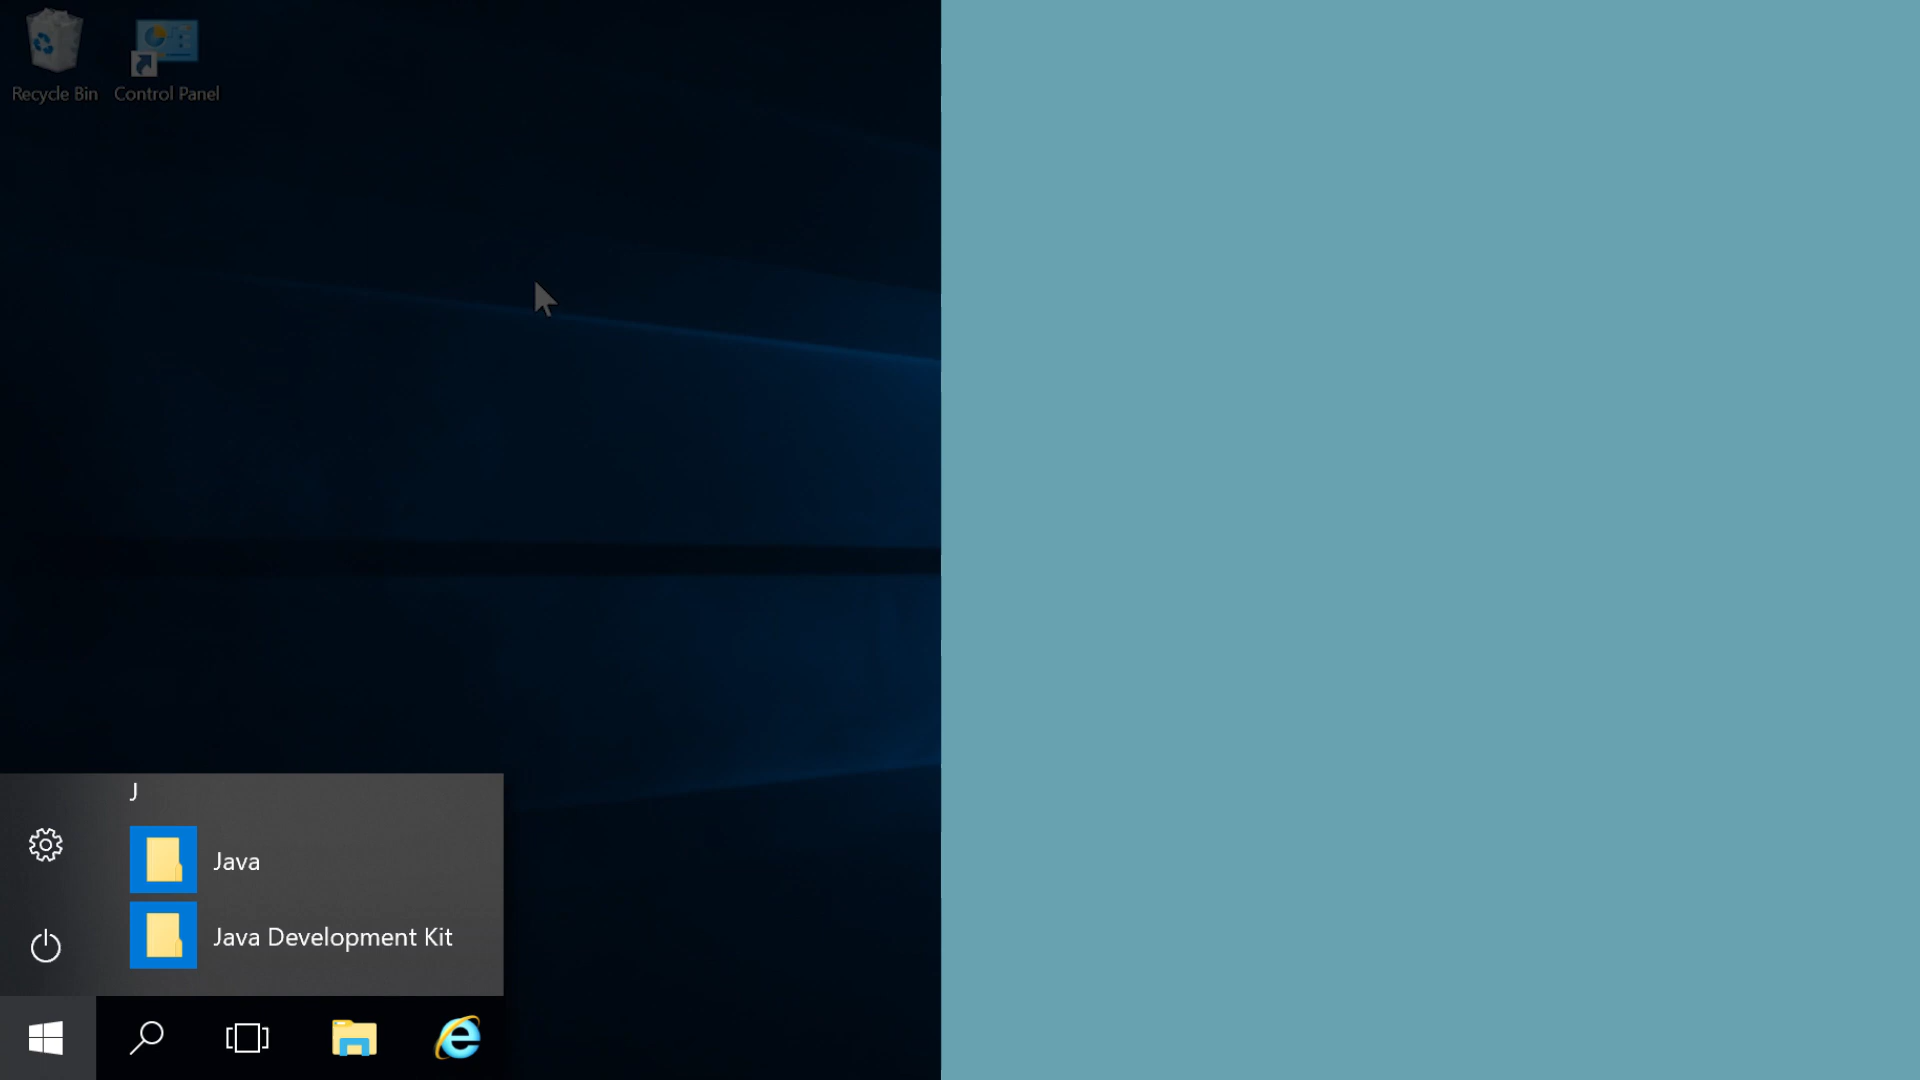 Recycle Bin
Control Panel
J
Java
Java Development Kit